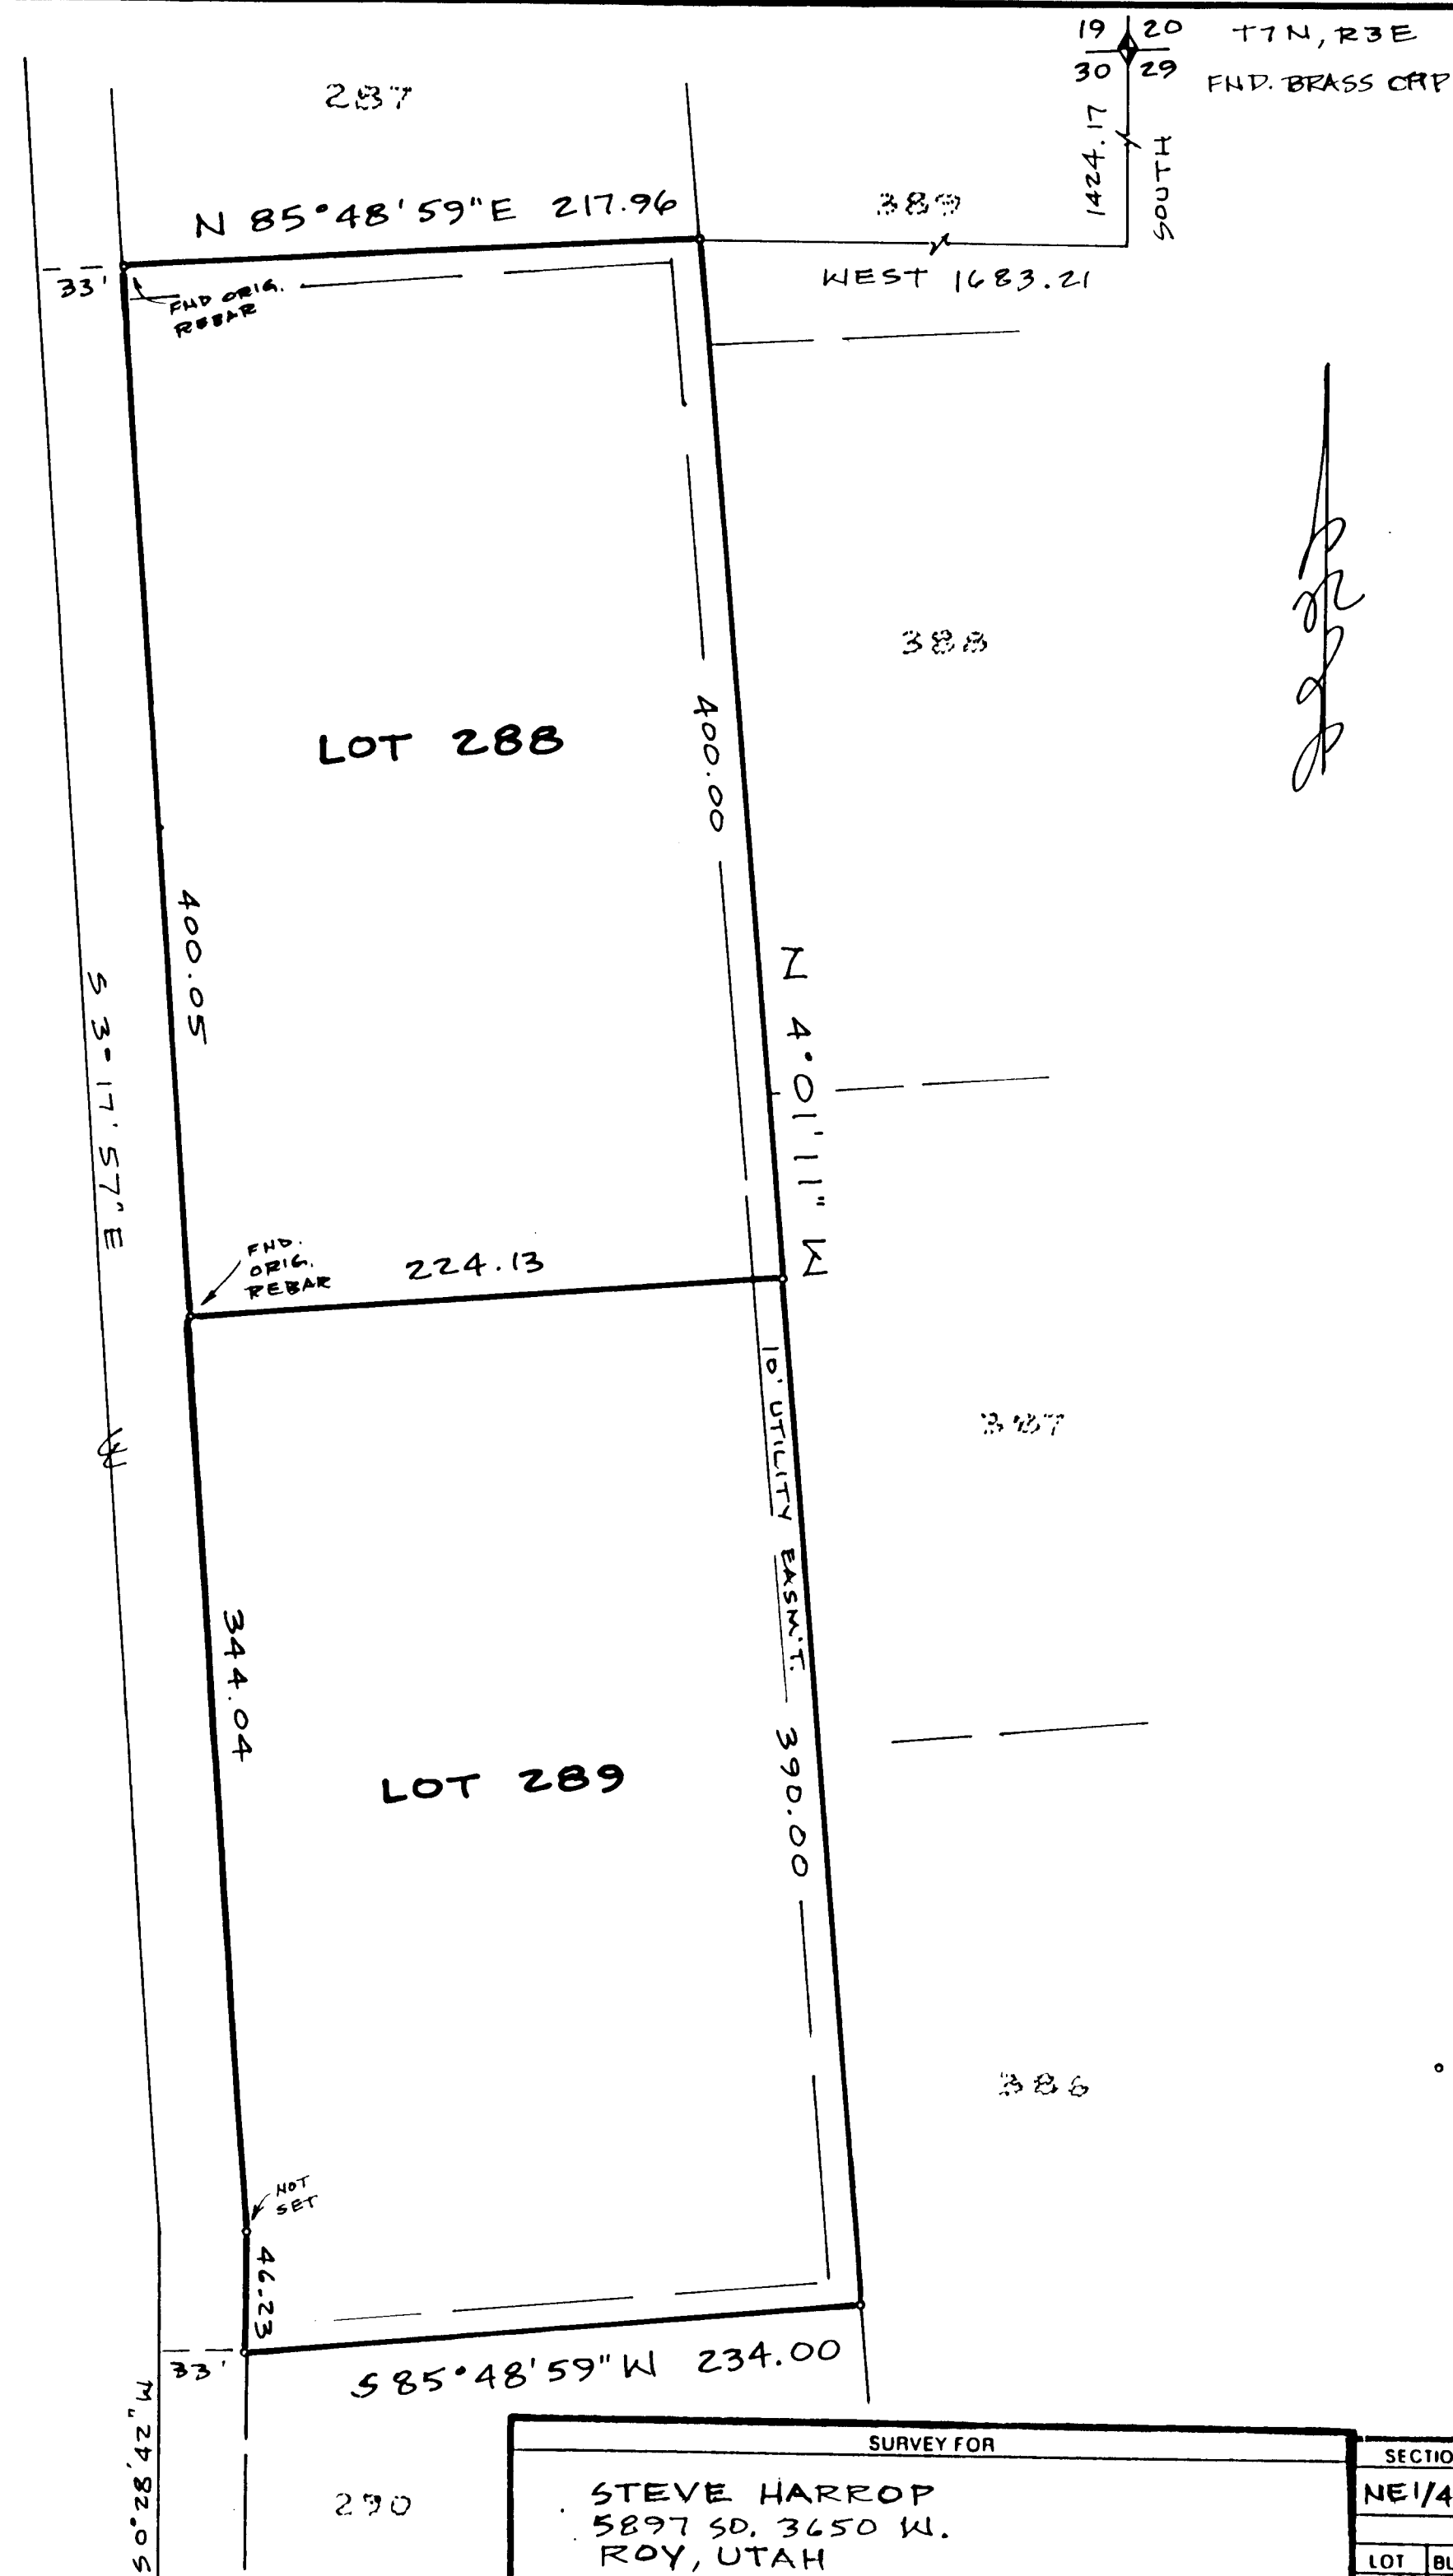 19 20 T7N, R3E
30 29 FND. BRASS CAP
1424.17
SOUTH
287
N 85°48'59"E 217.96
389
WEST 1683.21
33'
FND ORIG.
REBAR
388
LOT 288
400.00
400.05
N 4°01'11" W
S 3°17'57" E
FND.
ORIG.
REBAR
224.13
10' UTILITY EASM'T.
387
344.04
390.00
LOT 289
386
NOT
SET
46.23
33'
S 85°48'59" W 234.00
S 0°28'42" W
290
SURVEY FOR
STEVE HARROP
5897 SO. 3650 W.
ROY, UTAH
SECTIO
NE1/4
LOT